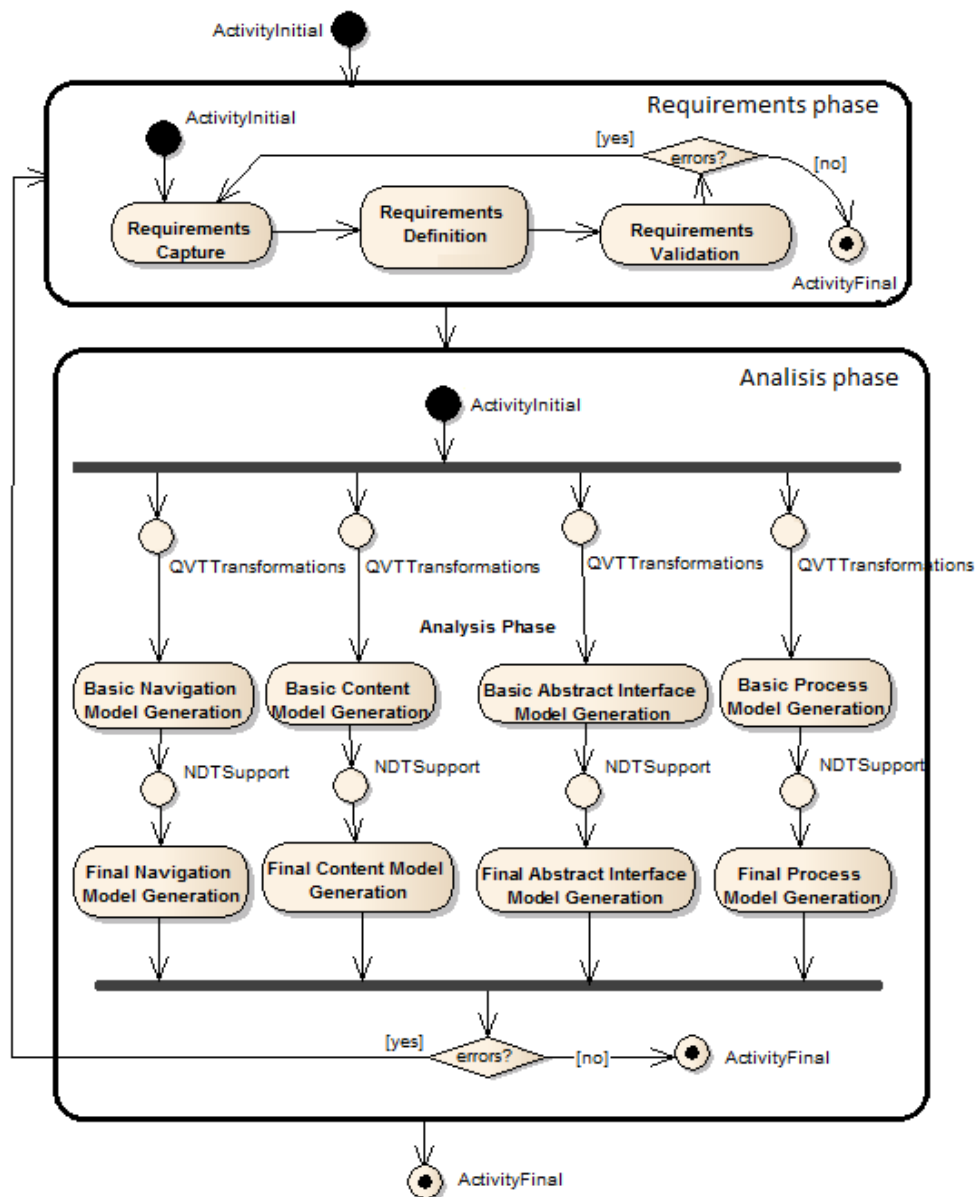 ActivityInitial
Requirements phase
ActivityInitial
[yes]
errors?
[no]
Requirements
Capture
Requirements
Definition
Requirements
Validation
ActivityFinal
Analisis phase
ActivityInitial
QVTTransformations
QVTTransformations
QVTTransformations
QVTTransformations
Analysis Phase
Basic Navigation
Model Generation
Basic Content
Model Generation
Basic Abstract Interface
Model Generation
Basic Process
Model Generation
NDTSupport
NDTSupport
NDTSupport
NDTSupport
Final Navigation
Model Generation
Final Content Model
Generation
Final Abstract Interface
Model Generation
Final Process
Model Generation
[yes]
errors?
[no]
ActivityFinal
ActivityFinal